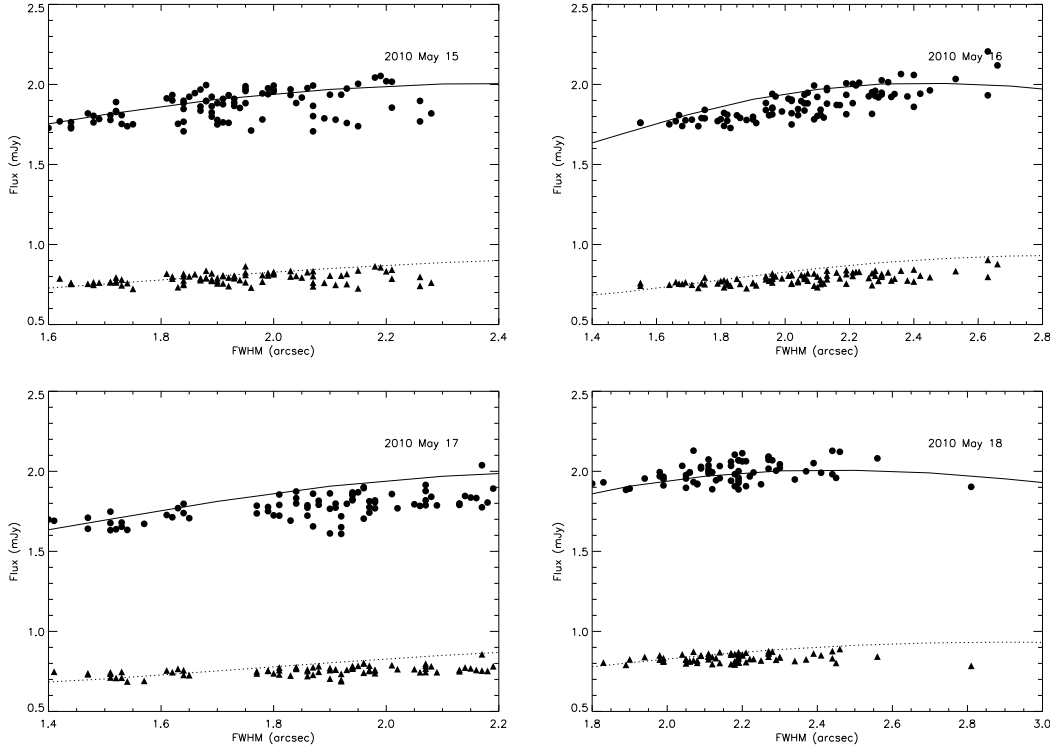 2.5
2.0
1.5
1.0
0.5
Flux (mJy)
2010 May 15
1.6 1.8 2.0 2.2 2.4
FWHM (arcsec)
2.5
2.0
1.5
1.0
0.5
Flux (mJy)
2010 May 16
1.4 1.6 1.8 2.0 2.2 2.4 2.6 2.8
FWHM (arcsec)
2.5
2.0
1.5
1.0
0.5
Flux (mJy)
2010 May 17
1.4 1.6 1.8 2.0 2.2
FWHM (arcsec)
2.5
2.0
1.5
1.0
0.5
Flux (mJy)
2010 May 18
1.8 2.0 2.2 2.4 2.6 2.8 3.0
FWHM (arcsec)